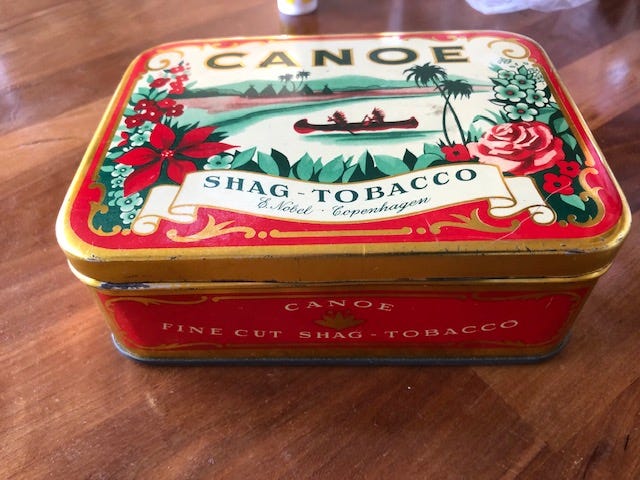 CANOE
SHAG-TOBACCO
E. Nobel · Copenhagen
CANOE
FINE CUT SHAG-TOBACCO